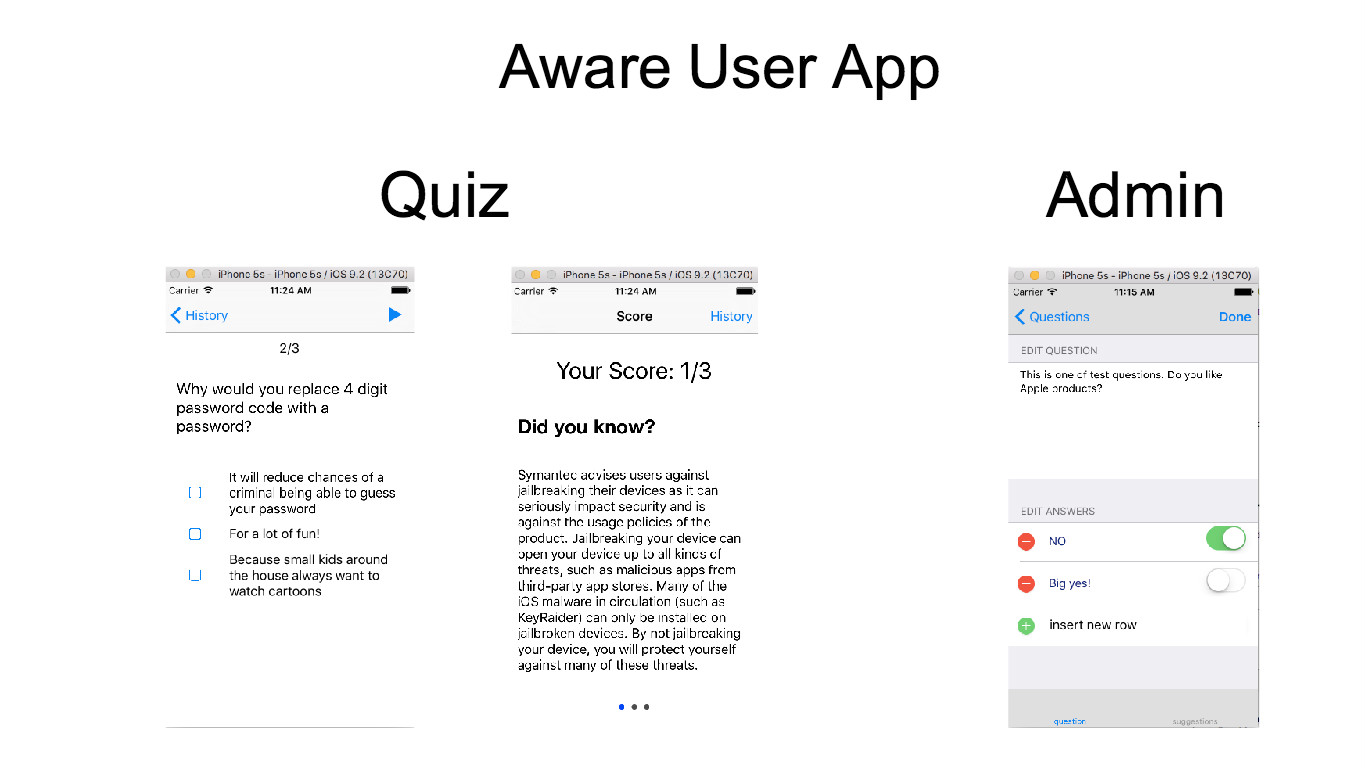 Aware User App
Quiz
Admin
iPhone 5s - iPhone 5s / iOS 9.2 (13C70)
Carrier
11:24 AM
History
2/3
Why would you replace 4 digit
password code with a
password?
It will reduce chances of a
criminal being able to guess
your password
For a lot of fun!
Because small kids around
the house always want to
watch cartoons
iPhone 5s - iPhone 5s / iOS 9.2 (13C70)
Carrier
11:24 AM
Score
History
Your Score: 1/3
Did you know?
Symantec advises users against
jailbreaking their devices as it can
seriously impact security and is
against the usage policies of the
product. Jailbreaking your device can
open your device up to all kinds of
threats, such as malicious apps from
third-party app stores. Many of the
iOS malware in circulation (such as
KeyRaider) can only be installed on
jailbroken devices. By not jailbreaking
your device, you will protect yourself
against many of these threats.
iPhone 5s - iPhone 5s / iOS 9.2 (13C70)
Carrier
11:15 AM
Questions
Done
EDIT QUESTION
This is one of test questions. Do you like
Apple products?
EDIT ANSWERS
NO
Big yes!
insert new row
question
suggestions